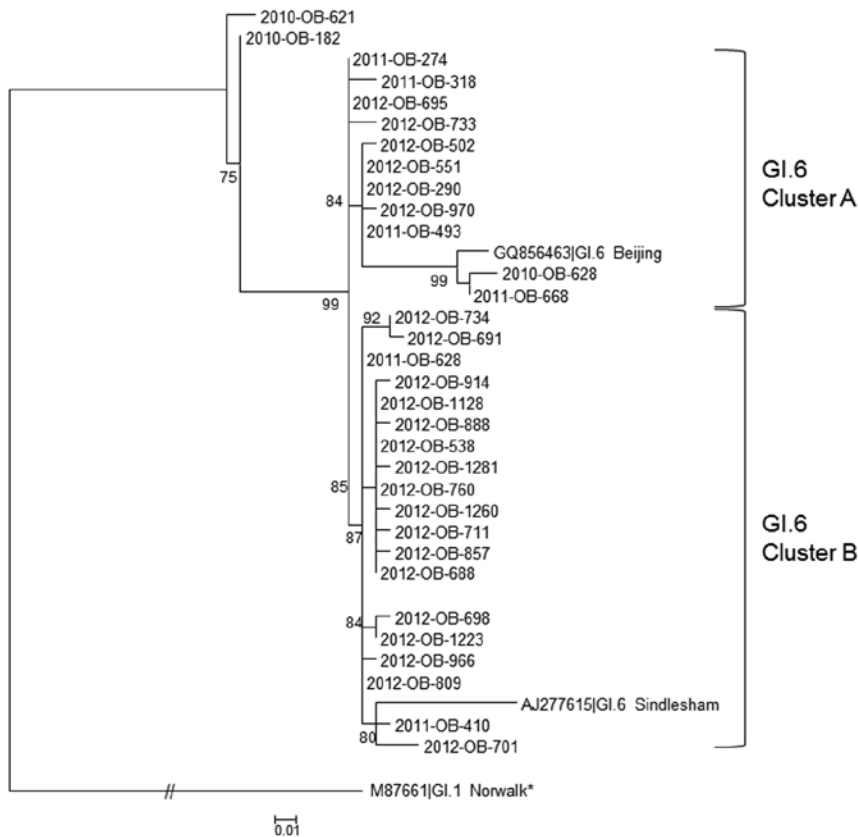 2010-OB-621
2010-OB-182
2011-OB-274
2011-OB-318
2012-OB-695
2012-OB-733
2012-OB-502
2012-OB-551
2012-OB-290
2012-OB-970
2011-OB-493
GQ856463|GI.6 Beijing
2010-OB-628
2011-OB-668
2012-OB-734
2012-OB-691
2011-OB-628
2012-OB-914
2012-OB-1128
2012-OB-888
2012-OB-538
2012-OB-1281
2012-OB-760
2012-OB-1260
2012-OB-711
2012-OB-857
2012-OB-688
2012-OB-698
2012-OB-1223
2012-OB-966
2012-OB-809
AJ277615|GI.6 Sindlesham
2011-OB-410
2012-OB-701
M87661|GI.1 Norwalk*
75
84
99
99
92
85
87
84
80
GI.6
Cluster A
GI.6
Cluster B
0.01